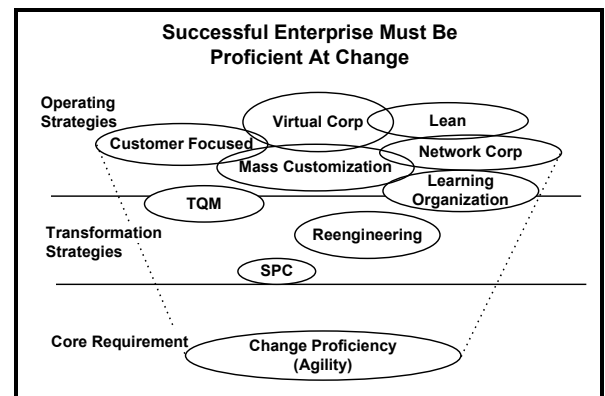 Successful Enterprise Must Be
Proficient At Change
Operating
Strategies
Virtual Corp
Lean
Customer Focused
Network Corp
Mass Customization
Learning
Organization
TQM
Transformation
Strategies
Reengineering
SPC
Core Requirement
Change Proficiency
(Agility)